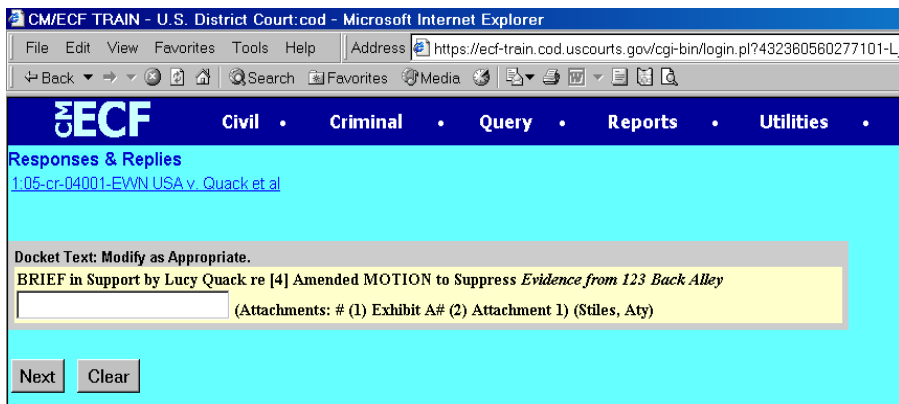 CM/ECF TRAIN - U.S. District Court:cod - Microsoft Internet Explorer
File Edit View Favorites Tools Help Address https://ecf-train.cod.uscourts.gov/cgi-bin/login.pl?432360560277101-L_
Back Search Favorites Media
CM ECF Civil • Criminal • Query • Reports • Utilities •
Responses & Replies
1:05-cr-04001-EWN USA v. Quack et al
Docket Text: Modify as Appropriate.
BRIEF in Support by Lucy Quack re [4] Amended MOTION to Suppress Evidence from 123 Back Alley
(Attachments: # (1) Exhibit A# (2) Attachment 1) (Stiles, Aty)
Next Clear